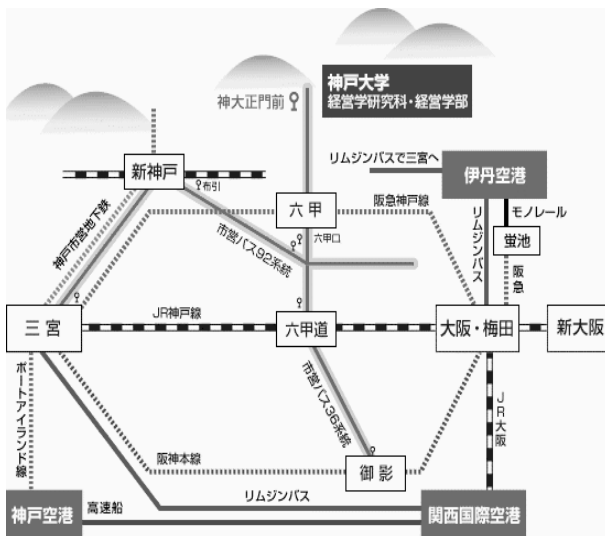 神戸大学
経営学研究科・経営学部
神大正門前
リムジンバスで三宮へ
伊丹空港
新神戸
布引
六甲
阪急神戸線
リムジンバス
モノレール
蛍池
阪急
神戸市営地下鉄
市営バス92系統
六甲口
三宮
JR神戸線
六甲道
大阪・梅田
新大阪
ポートアイランド線
市営バス36系統
JR大阪
阪神本線
御影
神戸空港
高速船
リムジンバス
関西国際空港